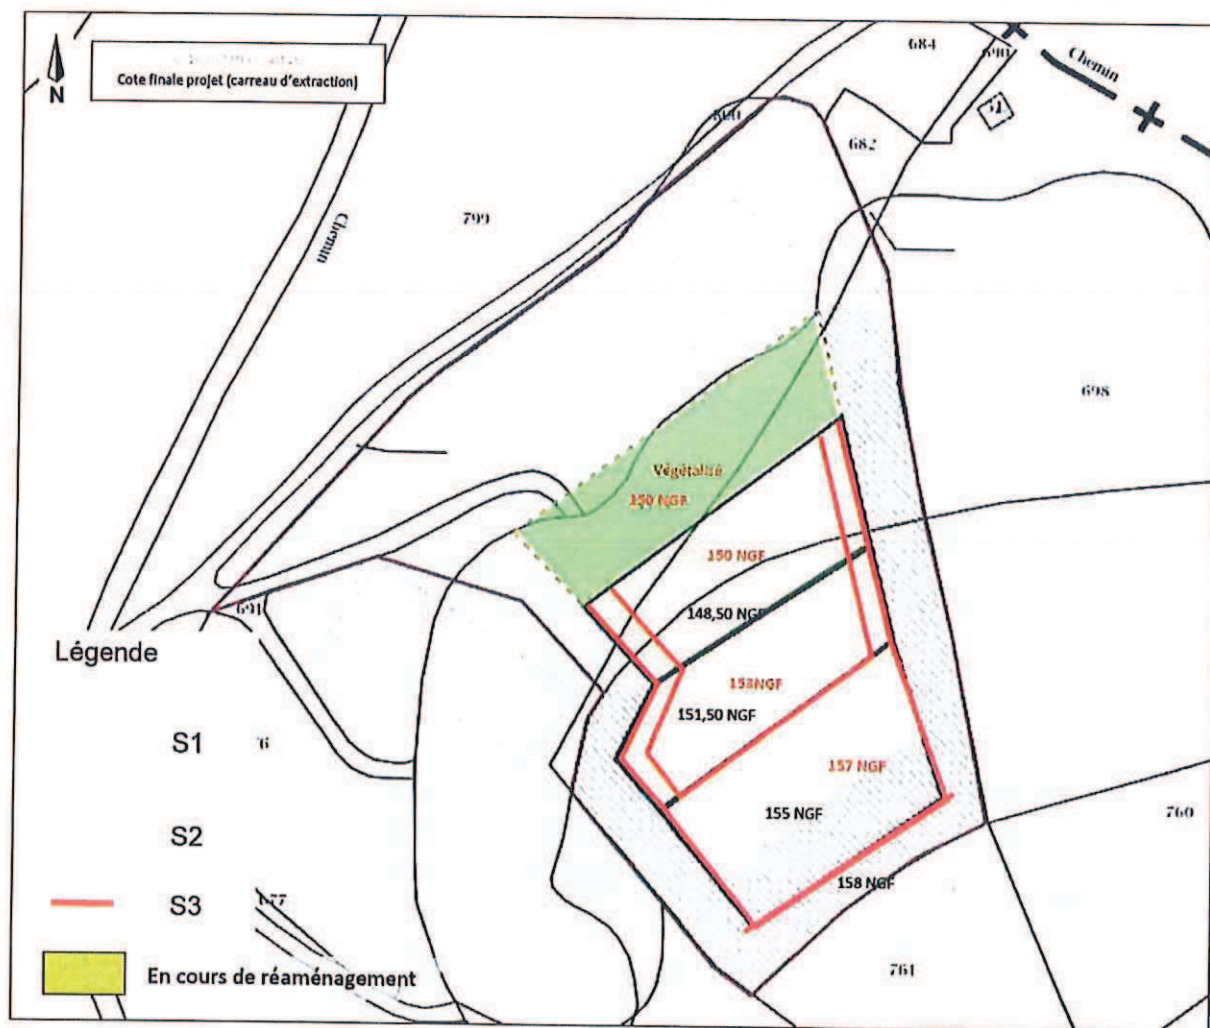 N
Cote finale projet (carreau d'extraction)
684
690
Chemin
682
799
Chemin
698
Végétalisé
150 NGF
150 NGF
148,50 NGF
691
Légende
153NGF
151,50 NGF
S1
157 NGF
155 NGF
760
S2
158 NGF
S3
677
761
En cours de réaménagement